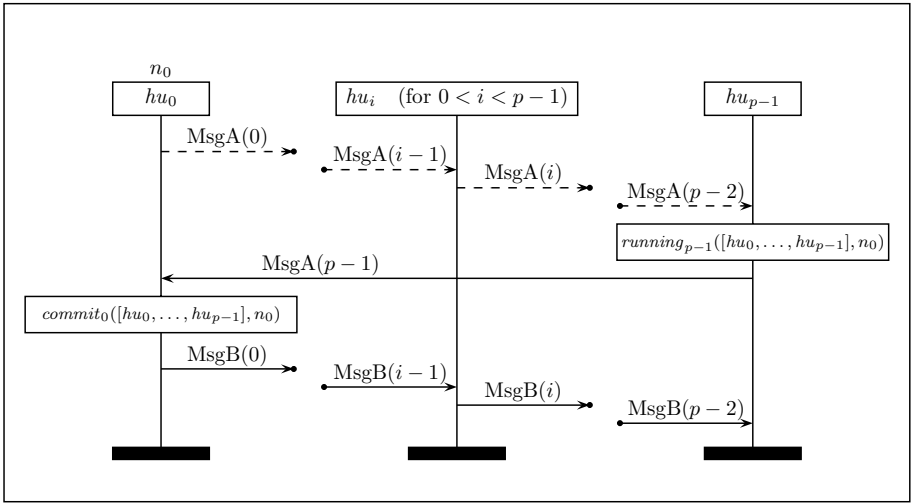 n₀
hu₀
huᵢ (for 0 < i < p − 1)
huₚ₋₁
MsgA(0)
MsgA(i − 1)
MsgA(i)
MsgA(p − 2)
runningₚ₋₁([hu₀, . . . , huₚ₋₁], n₀)
MsgA(p − 1)
commit₀([hu₀, . . . , huₚ₋₁], n₀)
MsgB(0)
MsgB(i − 1)
MsgB(i)
MsgB(p − 2)